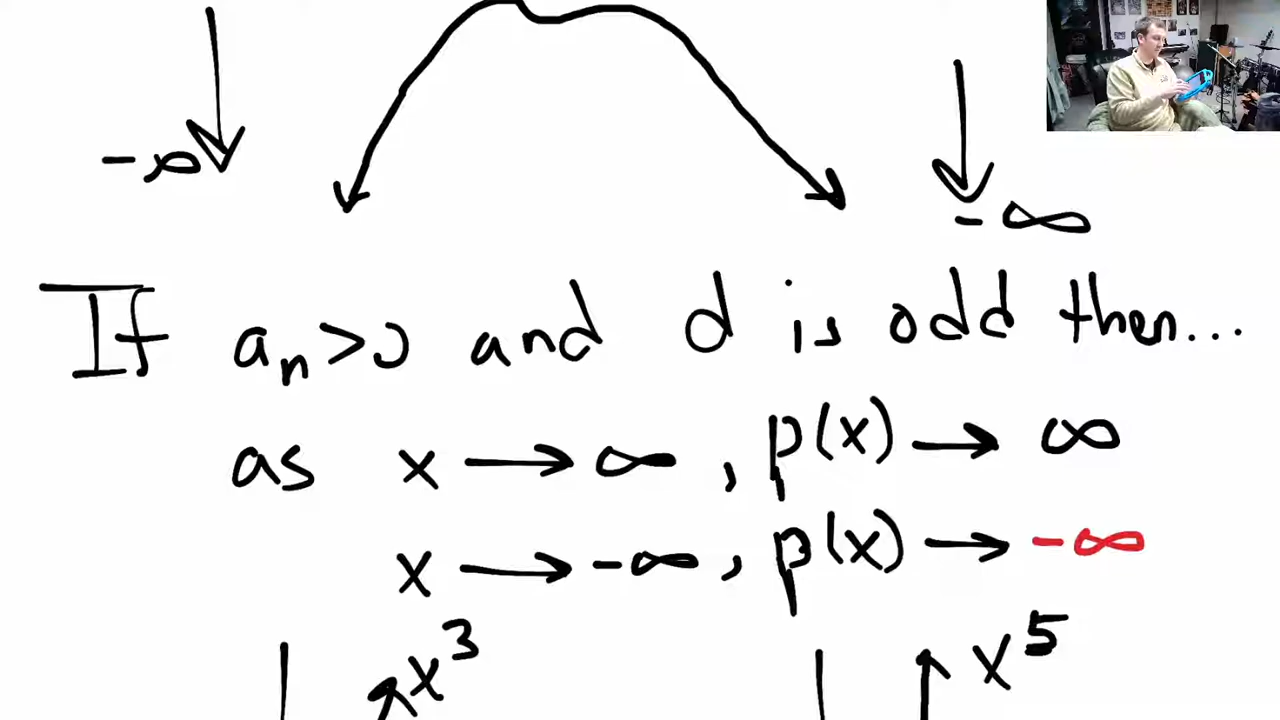 -∞
-∞
If aₙ>0 and d is odd then...
as x → ∞, p(x) → ∞
x → -∞, p(x) → -∞
x³ x⁵